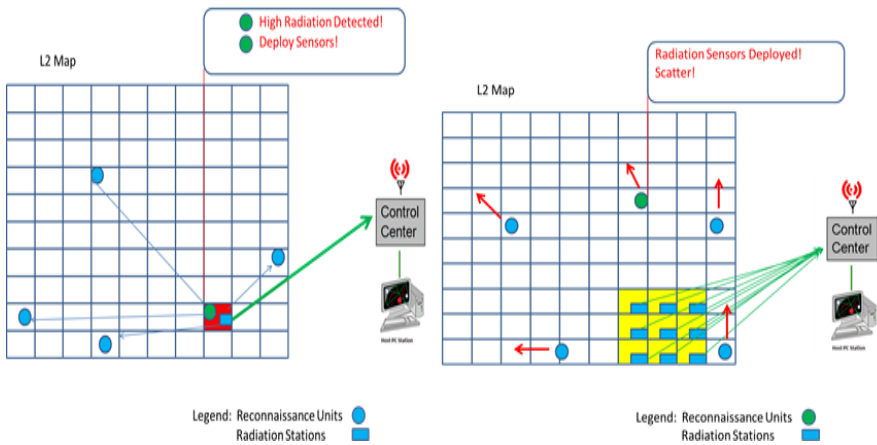 High Radiation Detected!
Deploy Sensors!
L2 Map
Control
Center
Host PC Station
Legend: Reconnaissance Units
Radiation Stations
Radiation Sensors Deployed!
Scatter!
L2 Map
Control
Center
Host PC Station
Legend: Reconnaissance Units
Radiation Stations